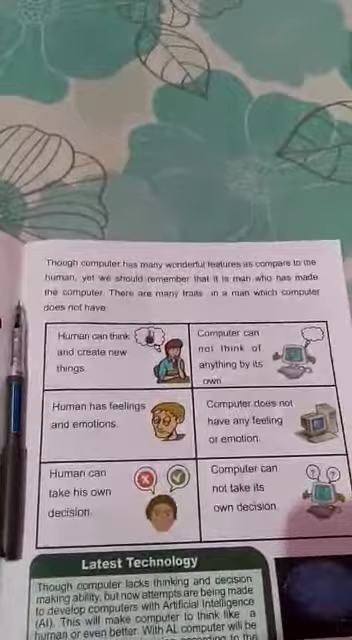 Though computer has many wonderful features as compare to the
human, yet we should remember that it is man who has made
the computer. There are many traits in a man which computer
does not have:
Human can think
and create new
things.
Computer can
not think of
anything by its
own.
Human has feelings
and emotions.
Computer does not
have any feeling
or emotion.
Human can
take his own
decision.
Computer can
not take its
own decision.
Latest Technology
Though computer lacks thinking and decision
making ability, but now attempts are being made
to develop computers with Artificial Intelligence
(AI). This will make computer to think like a
human or even better. With AI, computer will be
according to the